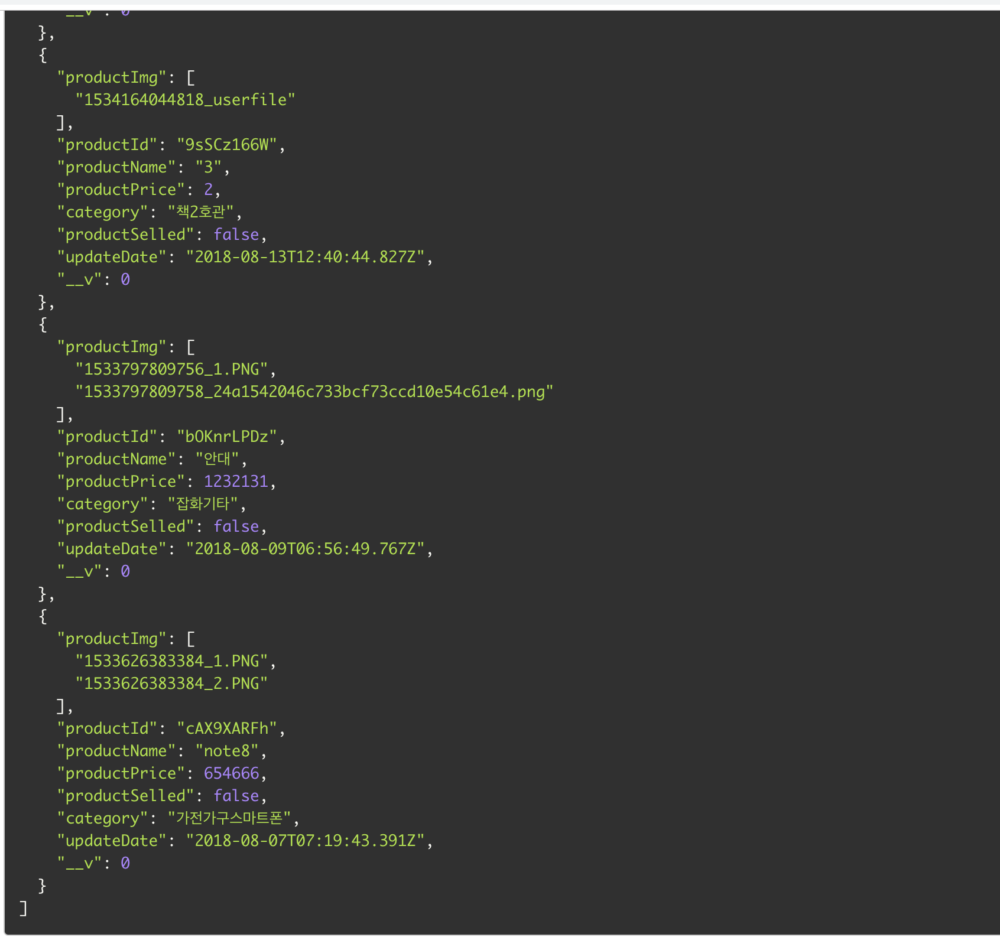 "__v": 0
},
{
"productImg": [
"1534164044818_userfile"
],
"productId": "9sSCz166W",
"productName": "3",
"productPrice": 2,
"category": "책2호관",
"productSelled": false,
"updateDate": "2018-08-13T12:40:44.827Z",
"__v": 0
},
{
"productImg": [
"1533797809756_1.PNG",
"1533797809758_24a1542046c733bcf73ccd10e54c61e4.png"
],
"productId": "bOKnrLPDz",
"productName": "안대",
"productPrice": 1232131,
"category": "잡화기타",
"productSelled": false,
"updateDate": "2018-08-09T06:56:49.767Z",
"__v": 0
},
{
"productImg": [
"1533626383384_1.PNG",
"1533626383384_2.PNG"
],
"productId": "cAX9XARFh",
"productName": "note8",
"productPrice": 654666,
"productSelled": false,
"category": "가전가구스마트폰",
"updateDate": "2018-08-07T07:19:43.391Z",
"__v": 0
}
]